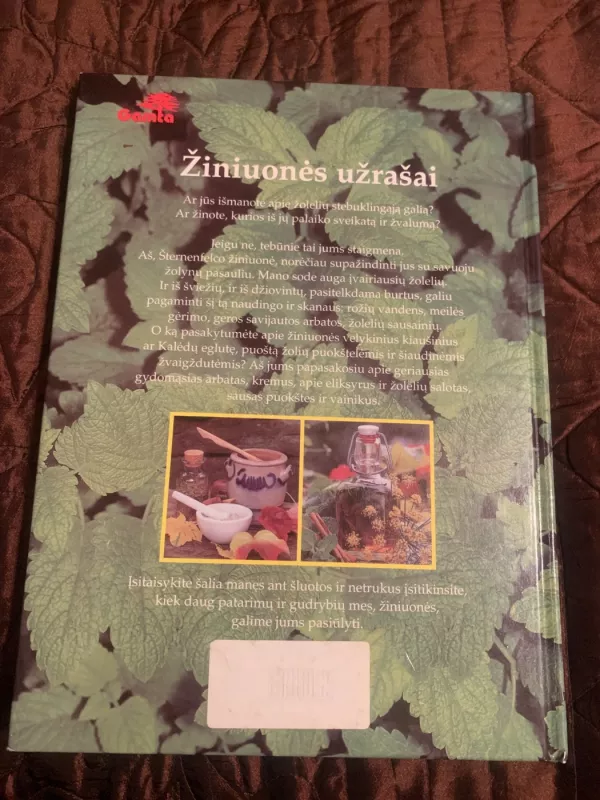 Gamta
Žiniuonės užrašai
Ar jūs išmanote apie žolelių stebuklingąją galią?
Ar žinote, kurios iš jų palaiko sveikatą ir žvalumą?
Jeigu ne, tebūnie tai jums staigmena.
Aš, Šternenfelco žiniuonė, norėčiau supažindinti jus su savuoju
žolynų pasauliu. Mano sode auga įvairiausių žolelių.
Ir iš šviežių, ir iš džiovintų, pasitelkdama burtus, galiu
pagaminti šį tą naudingo ir skanaus: rožių vandens, meilės
gėrimo, geros savijautos arbatos, žolelių sausainių.
O ką pasakytumėte apie žiniuonės velykinius kiaušinius
ar Kalėdų eglutę, puoštą žolių puokštelėmis ir šiaudinėmis
žvaigždutėmis? Aš jums papasakosiu apie geriausias
gydomąsias arbatas, kremus, apie eliksyrus ir žolelių salotas,
sausas puokštes ir vainikus.
Įsitaisykite šalia manęs ant šluotos ir netrukus įsitikinsite,
kiek daug patarimų ir gudrybių mes, žiniuonės,
galime jums pasiūlyti.